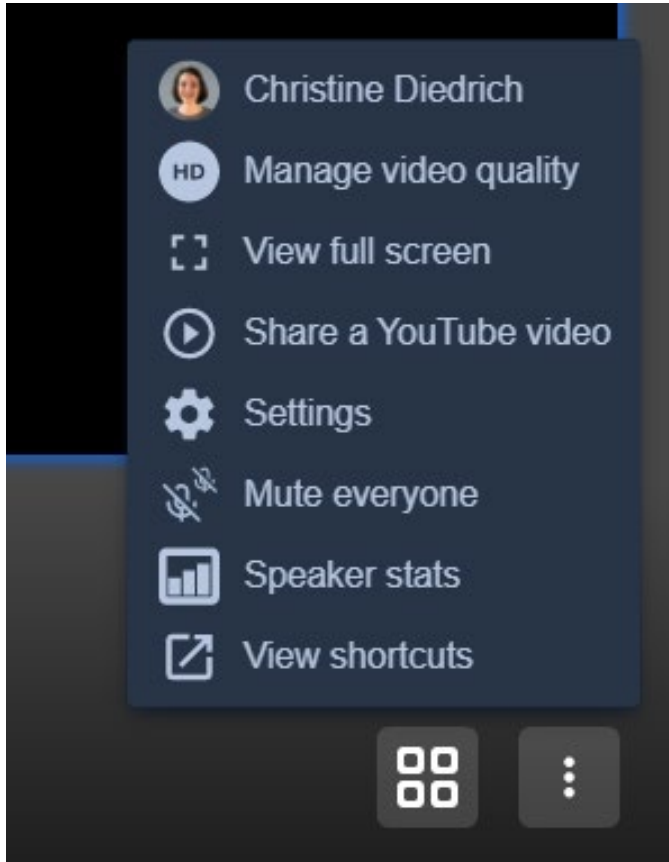 Christine Diedrich
HD Manage video quality
View full screen
Share a YouTube video
Settings
Mute everyone
Speaker stats
View shortcuts